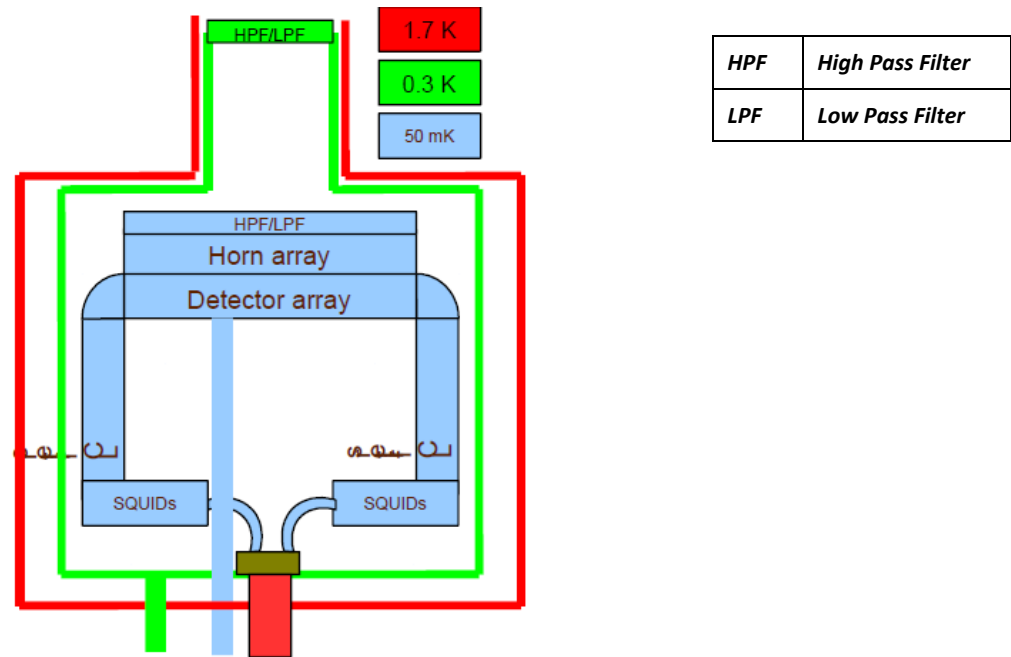 HPF/LPF
1.7 K
0.3 K
50 mK
HPF High Pass Filter
LPF Low Pass Filter
HPF/LPF
Horn array
Detector array
SQUIDs
SQUIDs